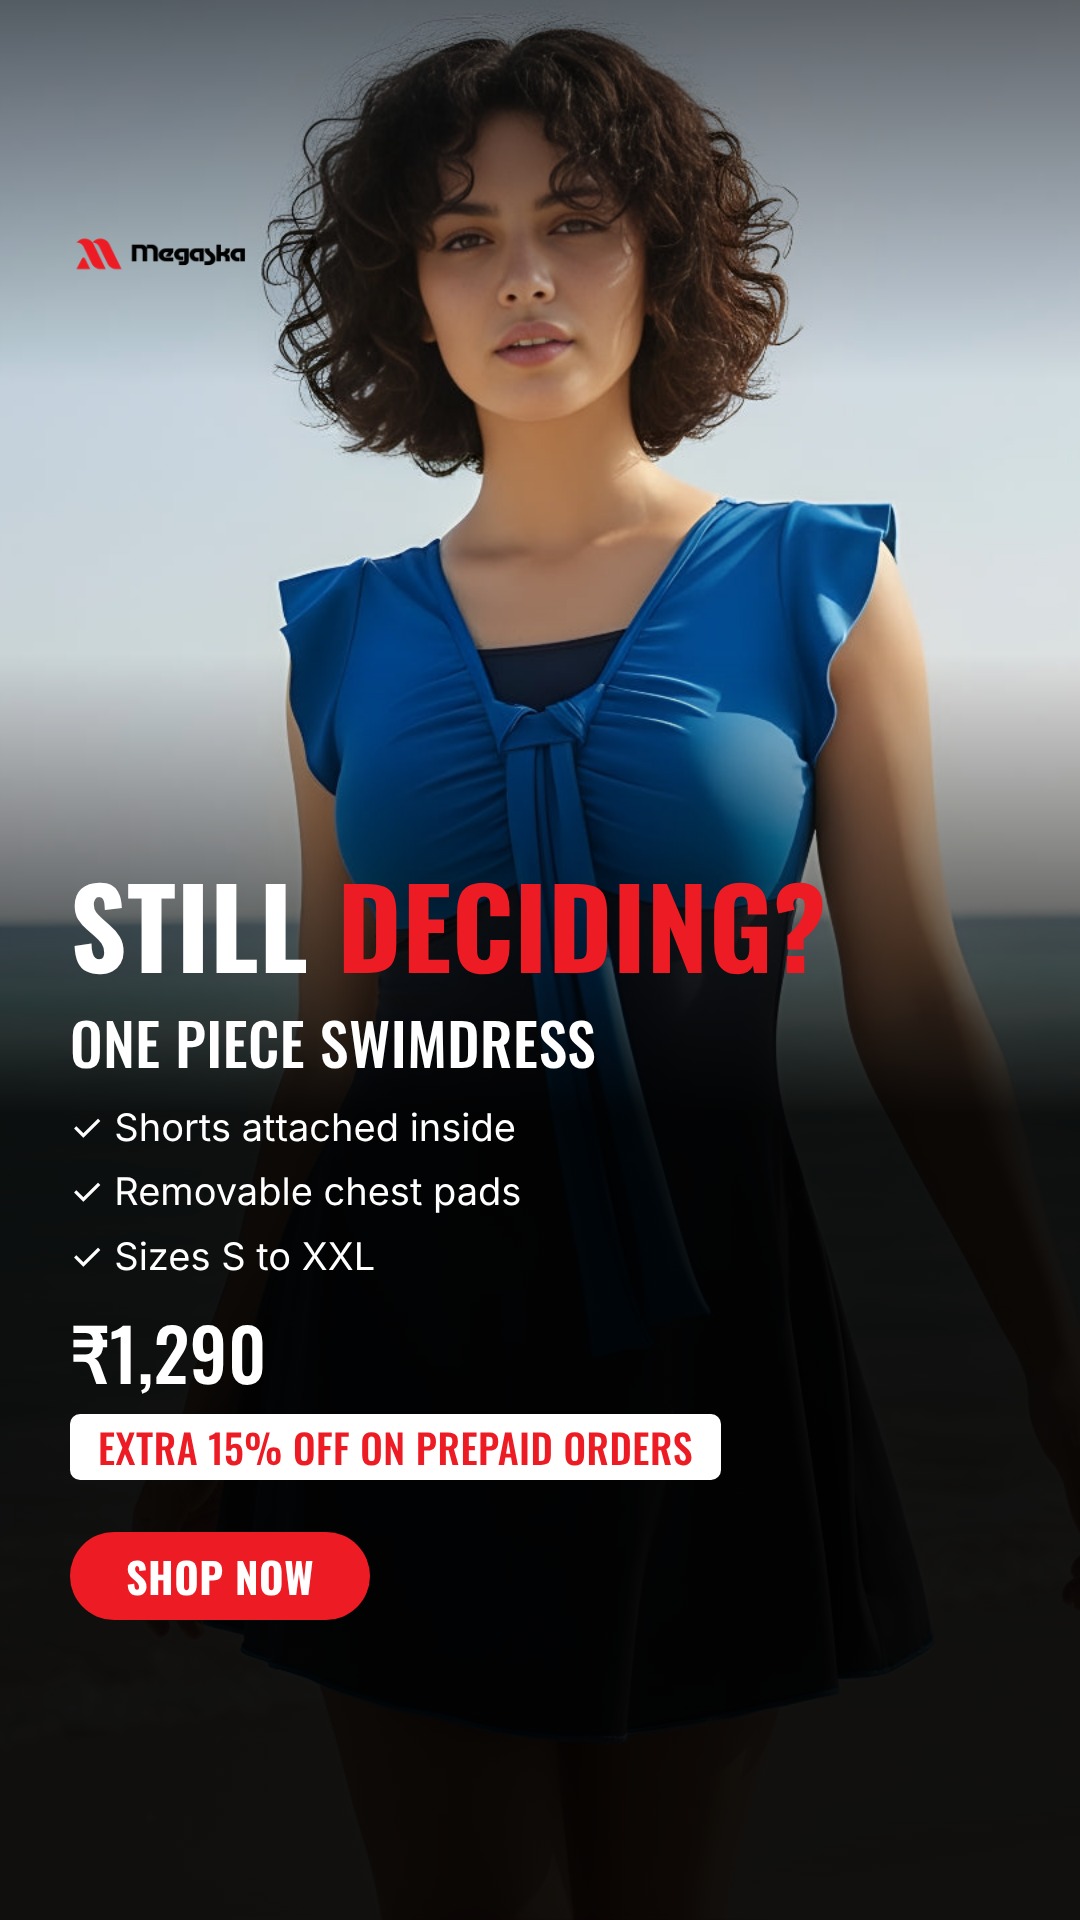 Megaska
STILL DECIDING?
ONE PIECE SWIMDRESS
✓ Shorts attached inside
✓ Removable chest pads
✓ Sizes S to XXL
₹1,290
EXTRA 15% OFF ON PREPAID ORDERS
SHOP NOW